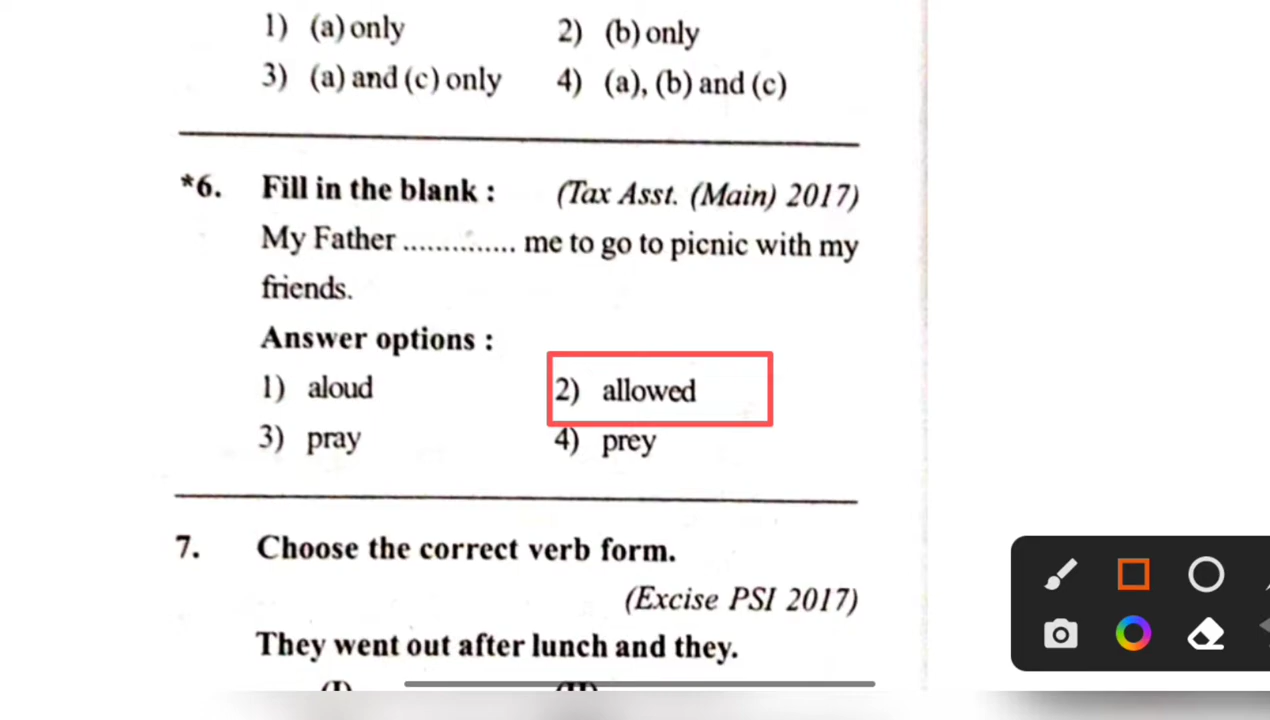 1) (a) only 2) (b) only
3) (a) and (c) only 4) (a), (b) and (c)
*6. Fill in the blank : (Tax Asst. (Main) 2017)
My Father .............. me to go to picnic with my
friends.
Answer options :
1) aloud 2) allowed
3) pray 4) prey
7. Choose the correct verb form.
(Excise PSI 2017)
They went out after lunch and they.